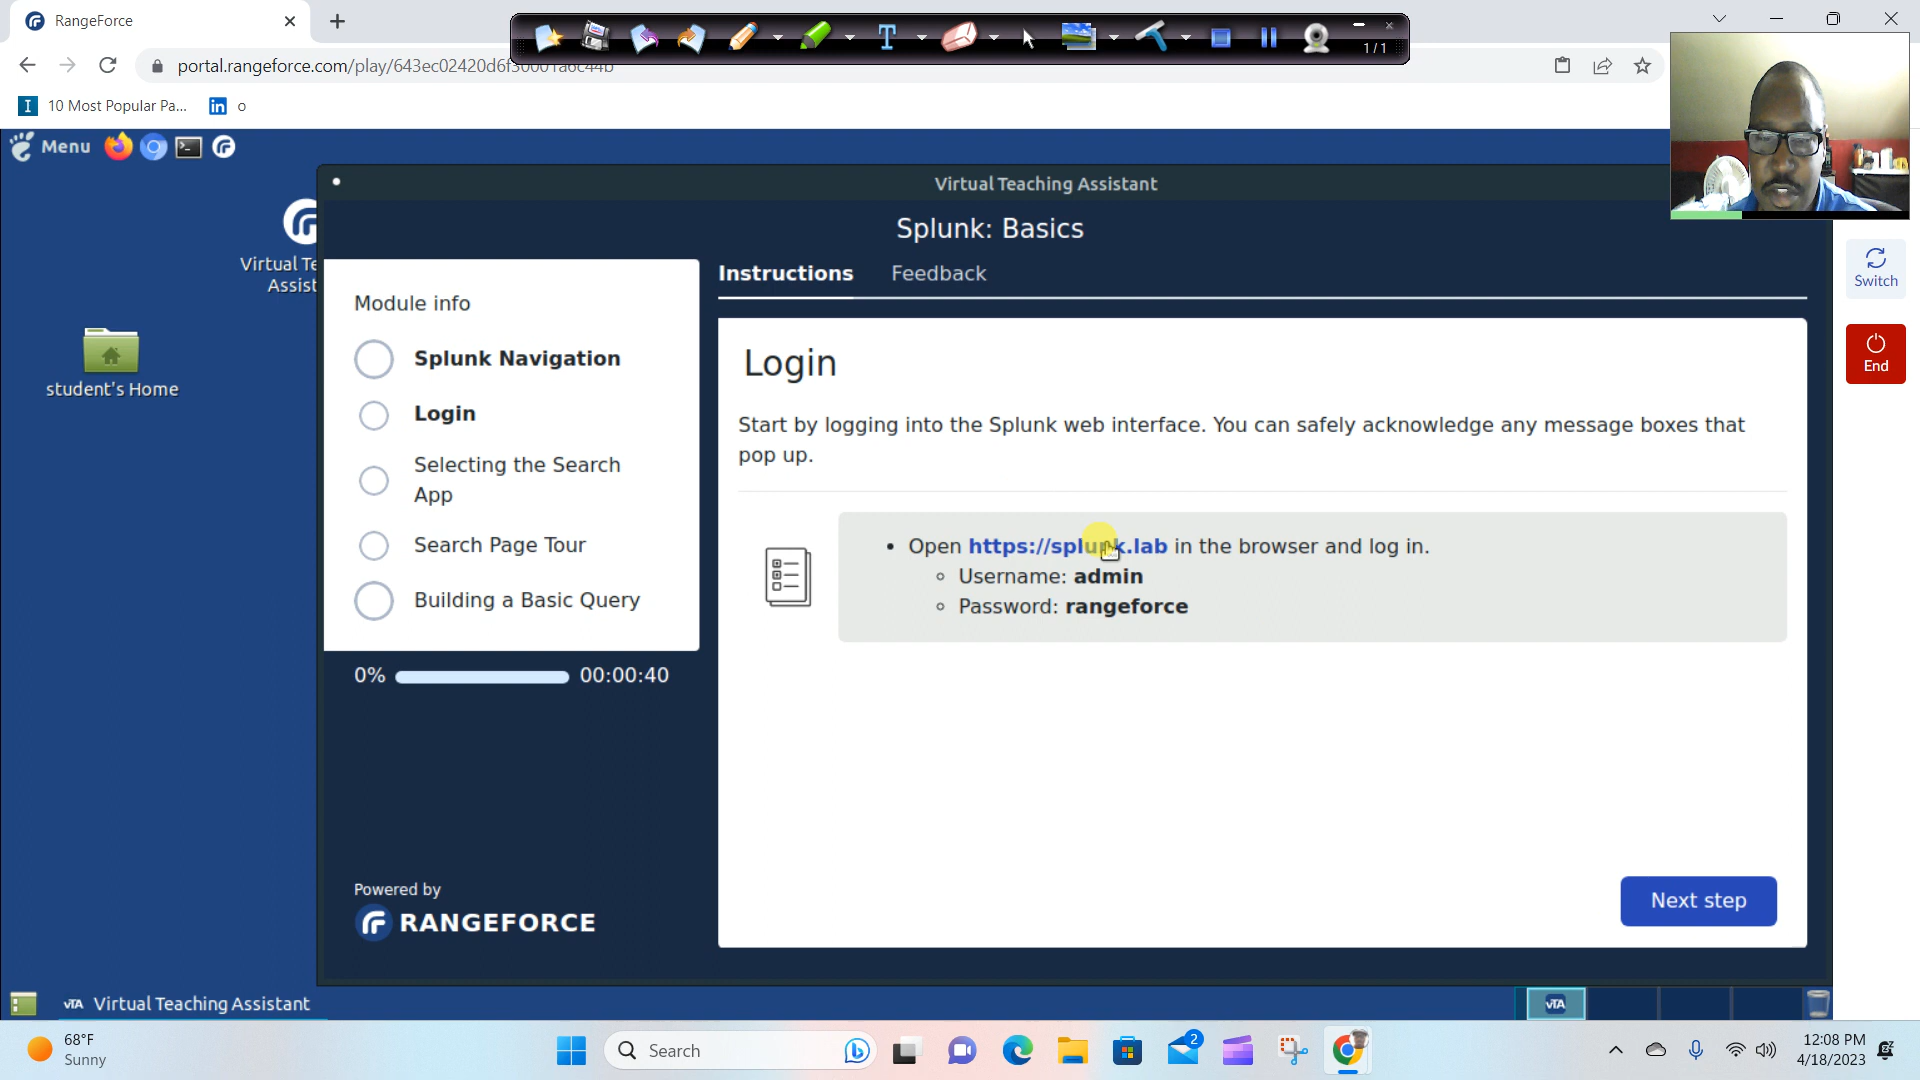 RangeForce
1/1
portal.rangeforce.com/play/643ec02420d6f30001a6c44b
10 Most Popular Pa...
in
o
Menu
Virtual Teaching Assistant
Splunk: Basics
Virtual Te
Assist
Instructions
Feedback
Switch
Module info
Splunk Navigation
Login
Selecting the Search
App
Search Page Tour
Building a Basic Query
0%
00:00:40
student's Home
End
Login
Start by logging into the Splunk web interface. You can safely acknowledge any message boxes that
pop up.
• Open https://splunk.lab in the browser and log in.
Username: admin
Password: rangeforce
Powered by
RANGEFORCE
Next step
vTA Virtual Teaching Assistant
vTA
68°F
Sunny
Search
2
12:08 PM
4/18/2023